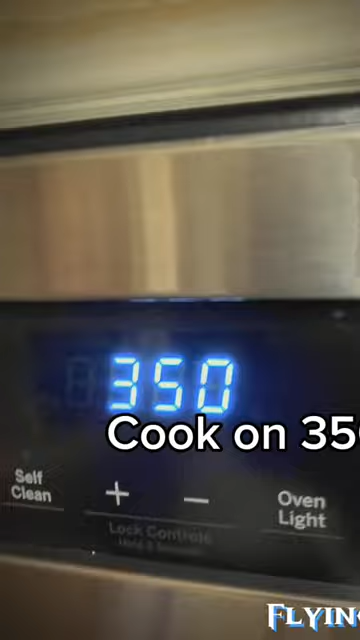 350
Cook on 35
Self
Clean
+
−
Oven
Light
Lock Controls
FLYIN